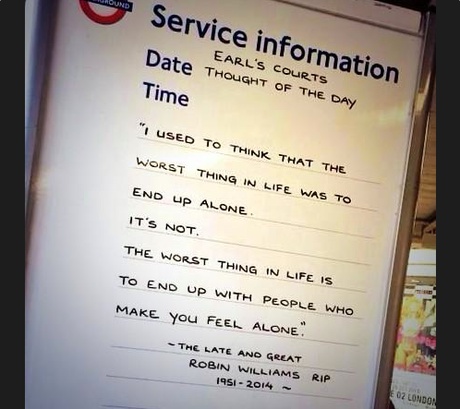 GROUND
Service information
Date EARL'S COURTS
THOUGHT OF THE DAY
Time
"I USED TO THINK THAT THE
WORST THING IN LIFE WAS TO
END UP ALONE.
IT'S NOT.
THE WORST THING IN LIFE IS
TO END UP WITH PEOPLE WHO
MAKE YOU FEEL ALONE."
~ THE LATE AND GREAT
ROBIN WILLIAMS RIP
1951-2014 ~
E O2 LONDON